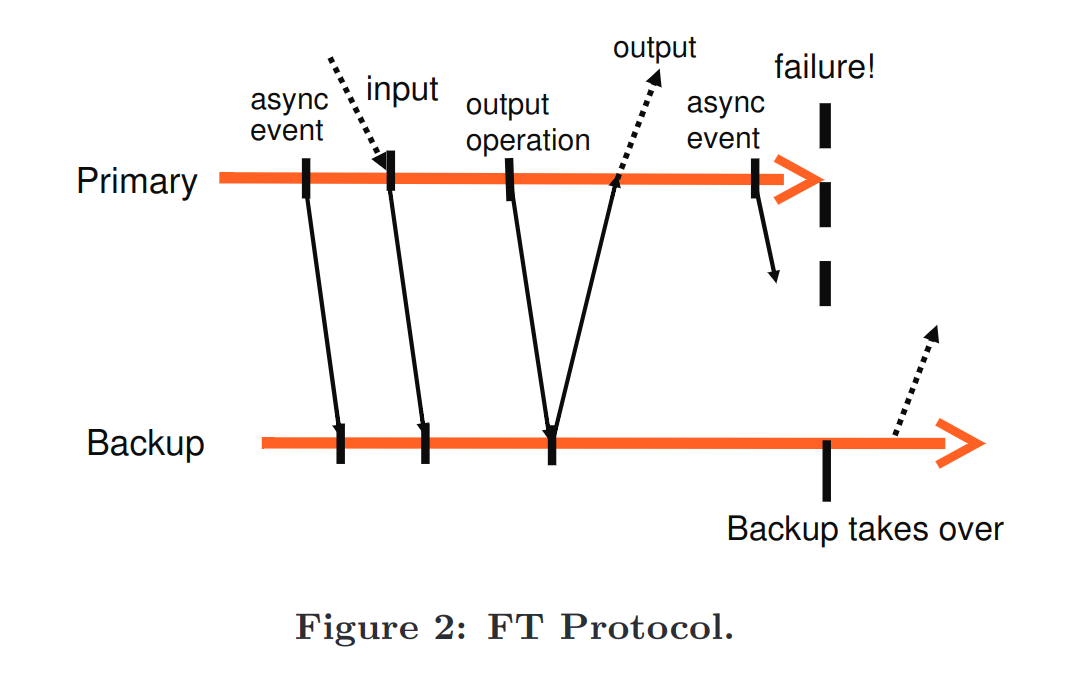 output
failure!
async
event
input
output
operation
async
event
Primary
Backup
Backup takes over
Figure 2: FT Protocol.